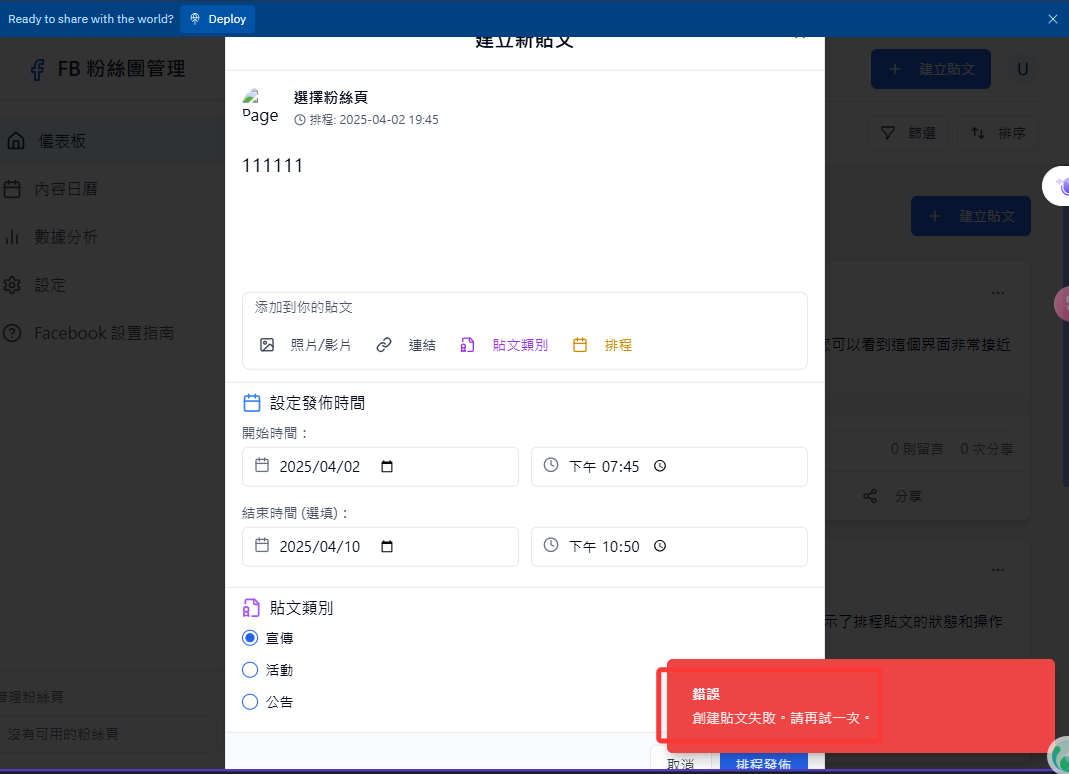 Ready to share with the world?
Deploy
建立新貼文
FB 粉絲團管理
建立貼文
U
選擇粉絲頁
Page
排程: 2025-04-02 19:45
儀表板
篩選
排序
111111
內容日曆
建立貼文
數據分析
設定
添加到你的貼文
Facebook 設置指南
照片/影片
連結
貼文類別
排程
您可以看到這個界面非常接近
設定發佈時間
開始時間：
0 則留言
0 次分享
2025/04/02
下午 07:45
分享
結束時間 (選填)：
2025/04/10
下午 10:50
貼文類別
示了排程貼文的狀態和操作
宣傳
活動
管理粉絲頁
錯誤
公告
創建貼文失敗。請再試一次。
沒有可用的粉絲頁
取消
排程發佈